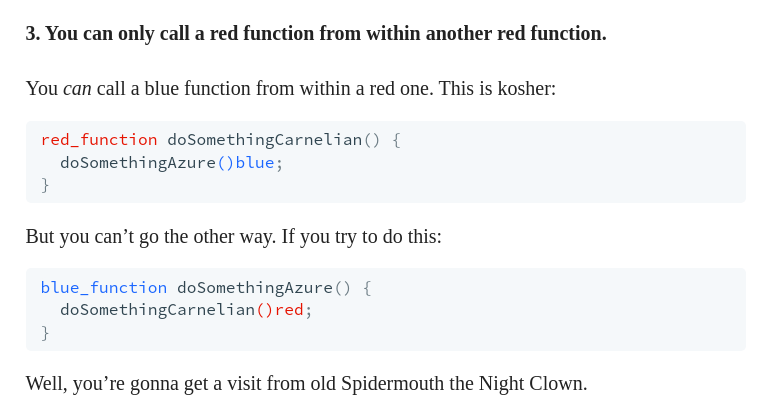 3. You can only call a red function from within another red function.
You can call a blue function from within a red one. This is kosher:
red_function doSomethingCarnelian() {
  doSomethingAzure()blue;
}
But you can’t go the other way. If you try to do this:
blue_function doSomethingAzure() {
  doSomethingCarnelian()red;
}
Well, you’re gonna get a visit from old Spidermouth the Night Clown.